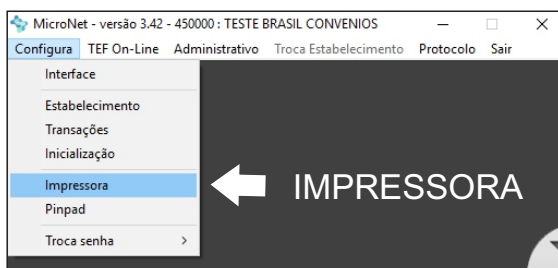 MicroNet - versão 3.42 - 450000 : TESTE BRASIL CONVENIOS
Configura TEF On-Line Administrativo Troca Estabelecimento Protocolo Sair
Interface
Estabelecimento
Transações
Inicialização
Impressora
IMPRESSORA
Pinpad
Troca senha